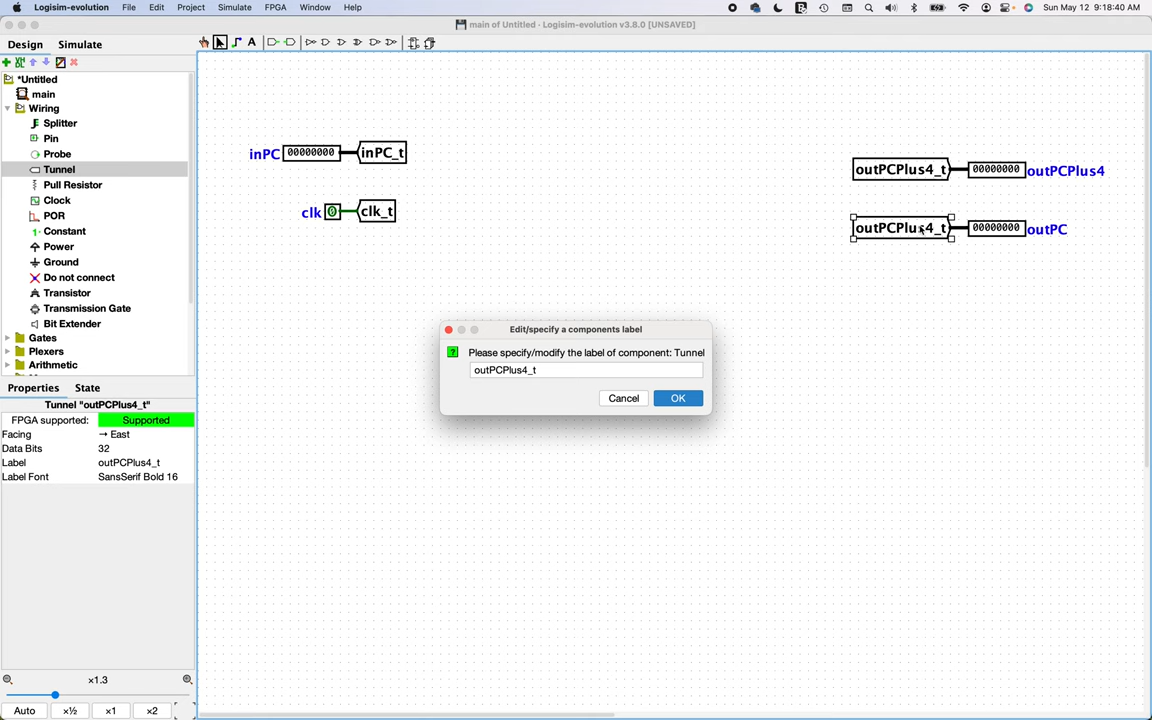 Logisim-evolution File Edit Project Simulate FPGA Window Help Sun May 12 9:18:40 AM
main of Untitled · Logisim-evolution v3.8.0 [UNSAVED]
Design Simulate
*Untitled
main
Wiring
Splitter
Pin
Probe
Tunnel
Pull Resistor
Clock
POR
Constant
Power
Ground
Do not connect
Transistor
Transmission Gate
Bit Extender
Gates
Plexers
Arithmetic
Properties State
Tunnel "outPCPlus4_t"
FPGA supported: Supported
Facing → East
Data Bits 32
Label outPCPlus4_t
Label Font SansSerif Bold 16
×1.3
Auto ×½ ×1 ×2
inPC 00000000 inPC_t
clk 0 clk_t
outPCPlus4_t 00000000 outPCPlus4
outPCPlus4_t 00000000 outPC
Edit/specify a components label
? Please specify/modify the label of component: Tunnel
outPCPlus4_t
Cancel OK